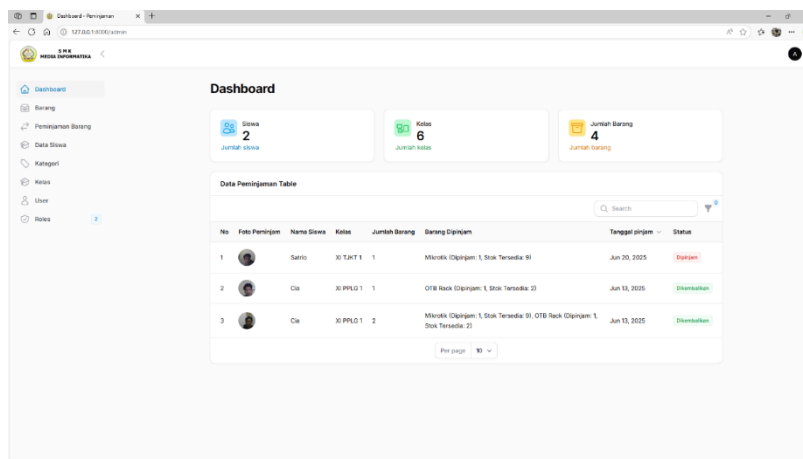 Dashboard - Peminjaman
127.0.0.1:8000/admin
SMK
MEDIA INFORMATIKA
A
Dashboard
Barang
Peminjaman Barang
Data Siswa
Kategori
Kelas
User
Roles 2
Dashboard
Siswa
2
Jumlah siswa
Kelas
6
Jumlah kelas
Jumlah Barang
4
Jumlah barang
Data Peminjaman Table
Search
0
No Foto Peminjam Nama Siswa Kelas Jumlah Barang Barang Dipinjam Tanggal pinjam Status
1 Satrio XI TJKT 1 1 Mikrotik (Dipinjam: 1, Stok Tersedia: 9) Jun 20, 2025 Dipinjam
2 Cia XI PPLG 1 1 OTB Rack (Dipinjam: 1, Stok Tersedia: 2) Jun 13, 2025 Dikembalikan
3 Cia XI PPLG 1 2 Mikrotik (Dipinjam: 1, Stok Tersedia: 9), OTB Rack (Dipinjam: 1, Jun 13, 2025 Dikembalikan
Stok Tersedia: 2)
Per page 10